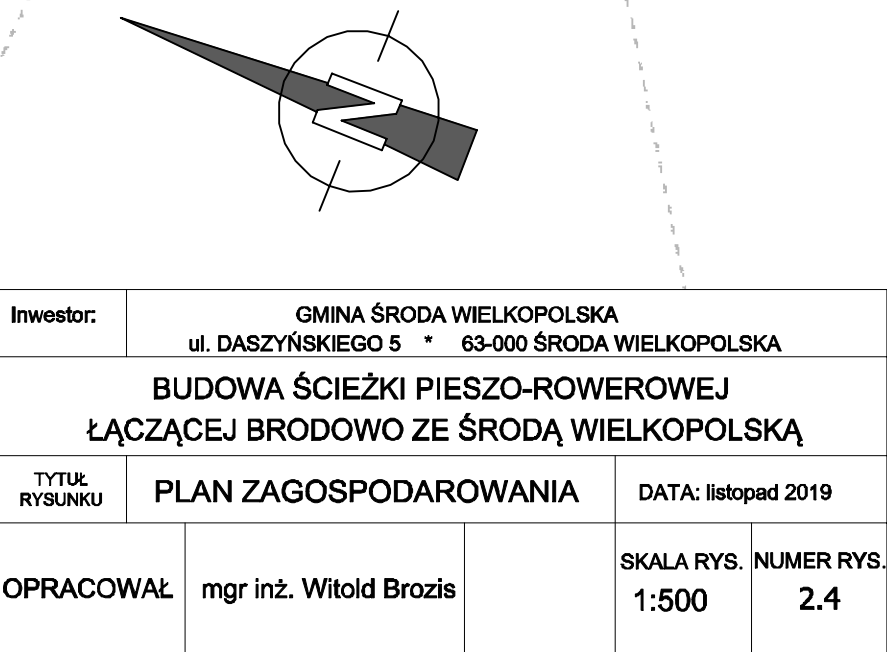 N
Inwestor:
GMINA ŚRODA WIELKOPOLSKA
ul. DASZYŃSKIEGO 5 * 63-000 ŚRODA WIELKOPOLSKA
BUDOWA ŚCIEŻKI PIESZO-ROWEROWEJ
ŁĄCZĄCEJ BRODOWO ZE ŚRODĄ WIELKOPOLSKĄ
TYTUŁ
RYSUNKU
PLAN ZAGOSPODAROWANIA
DATA: listopad 2019
OPRACOWAŁ
mgr inż. Witold Brozis
SKALA RYS.
1:500
NUMER RYS.
2.4